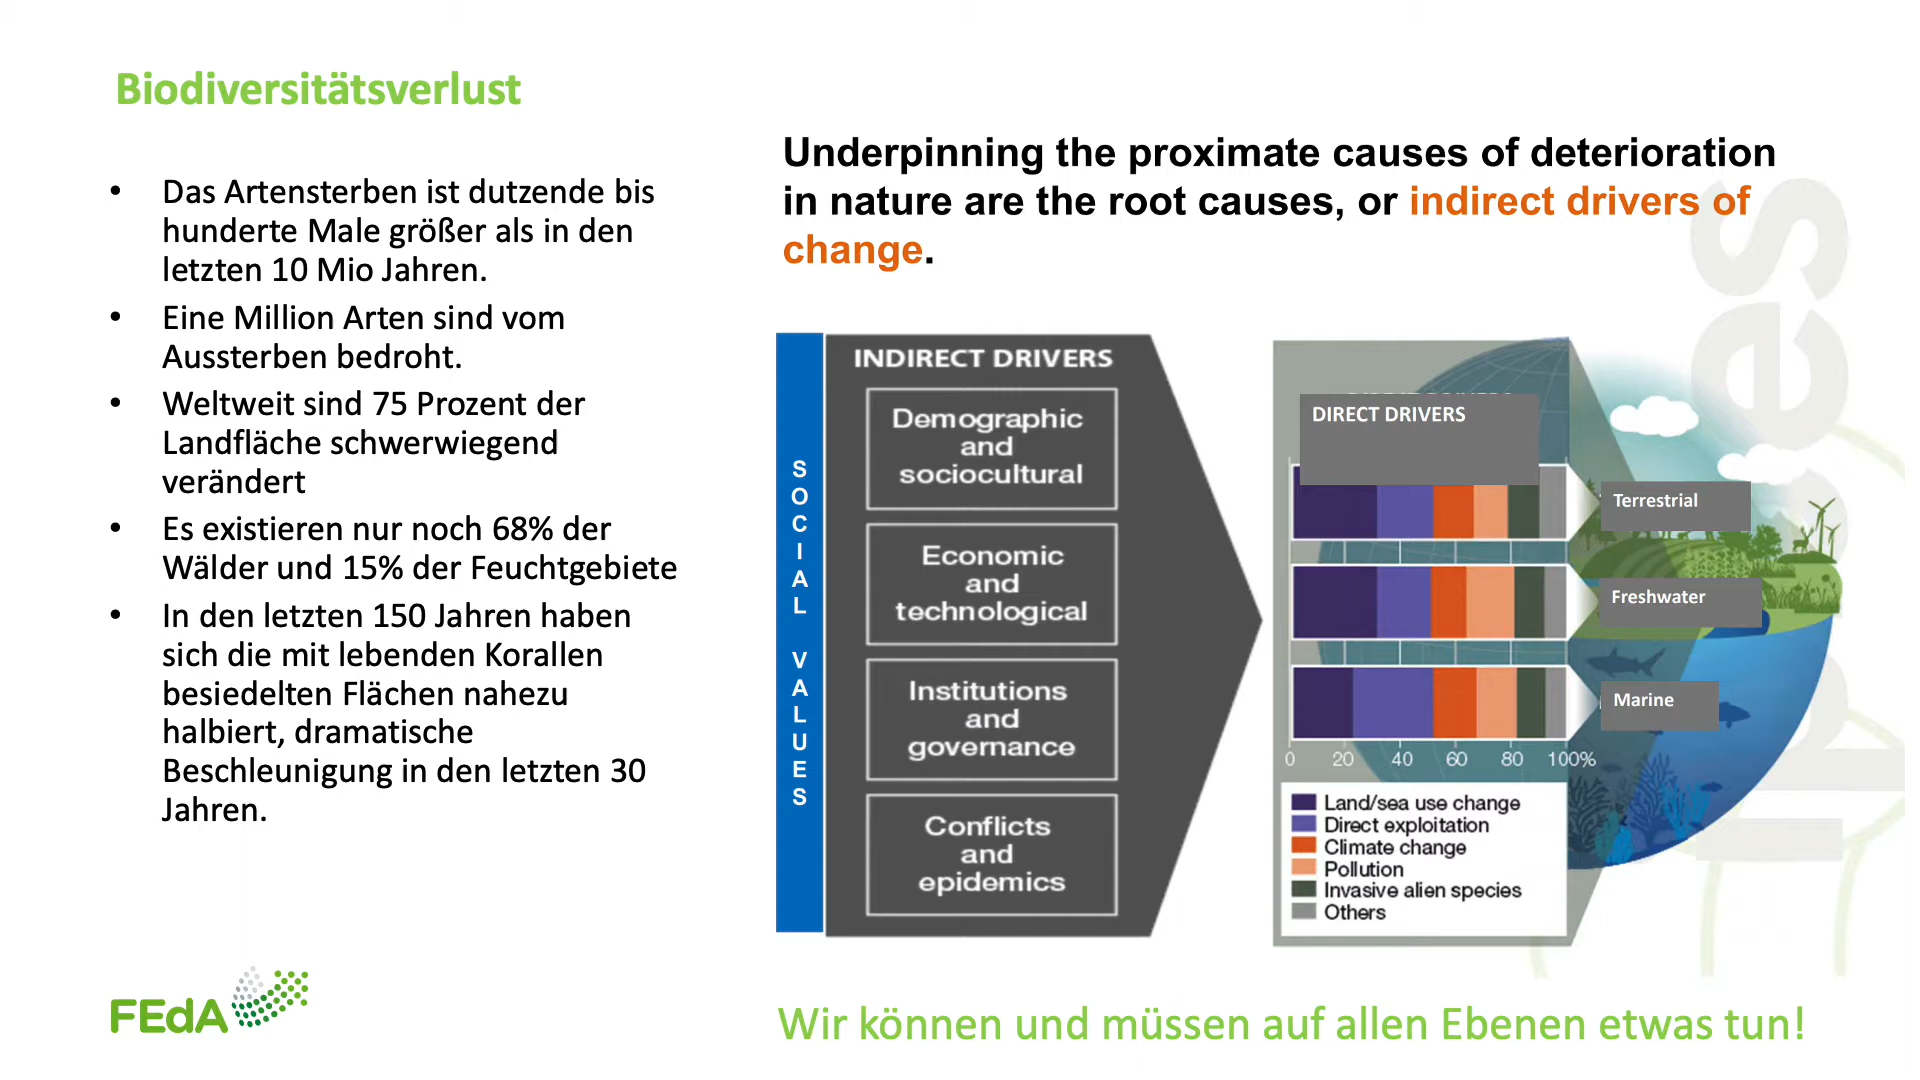 Biodiversitätsverlust
• Das Artensterben ist dutzende bis
hunderte Male größer als in den
letzten 10 Mio Jahren.
• Eine Million Arten sind vom
Aussterben bedroht.
• Weltweit sind 75 Prozent der
Landfläche schwerwiegend
verändert
• Es existieren nur noch 68% der
Wälder und 15% der Feuchtgebiete
• In den letzten 150 Jahren haben
sich die mit lebenden Korallen
besiedelten Flächen nahezu
halbiert, dramatische
Beschleunigung in den letzten 30
Jahren.
FEdA
Underpinning the proximate causes of deterioration
in nature are the root causes, or indirect drivers of
change.
SOCIAL VALUES
INDIRECT DRIVERS
Demographic
and
sociocultural
Economic
and
technological
Institutions
and
governance
Conflicts
and
epidemics
DIRECT DRIVERS
Terrestrial
Freshwater
Marine
0 20 40 60 80 100%
Land/sea use change
Direct exploitation
Climate change
Pollution
Invasive alien species
Others
Wir können und müssen auf allen Ebenen etwas tun!